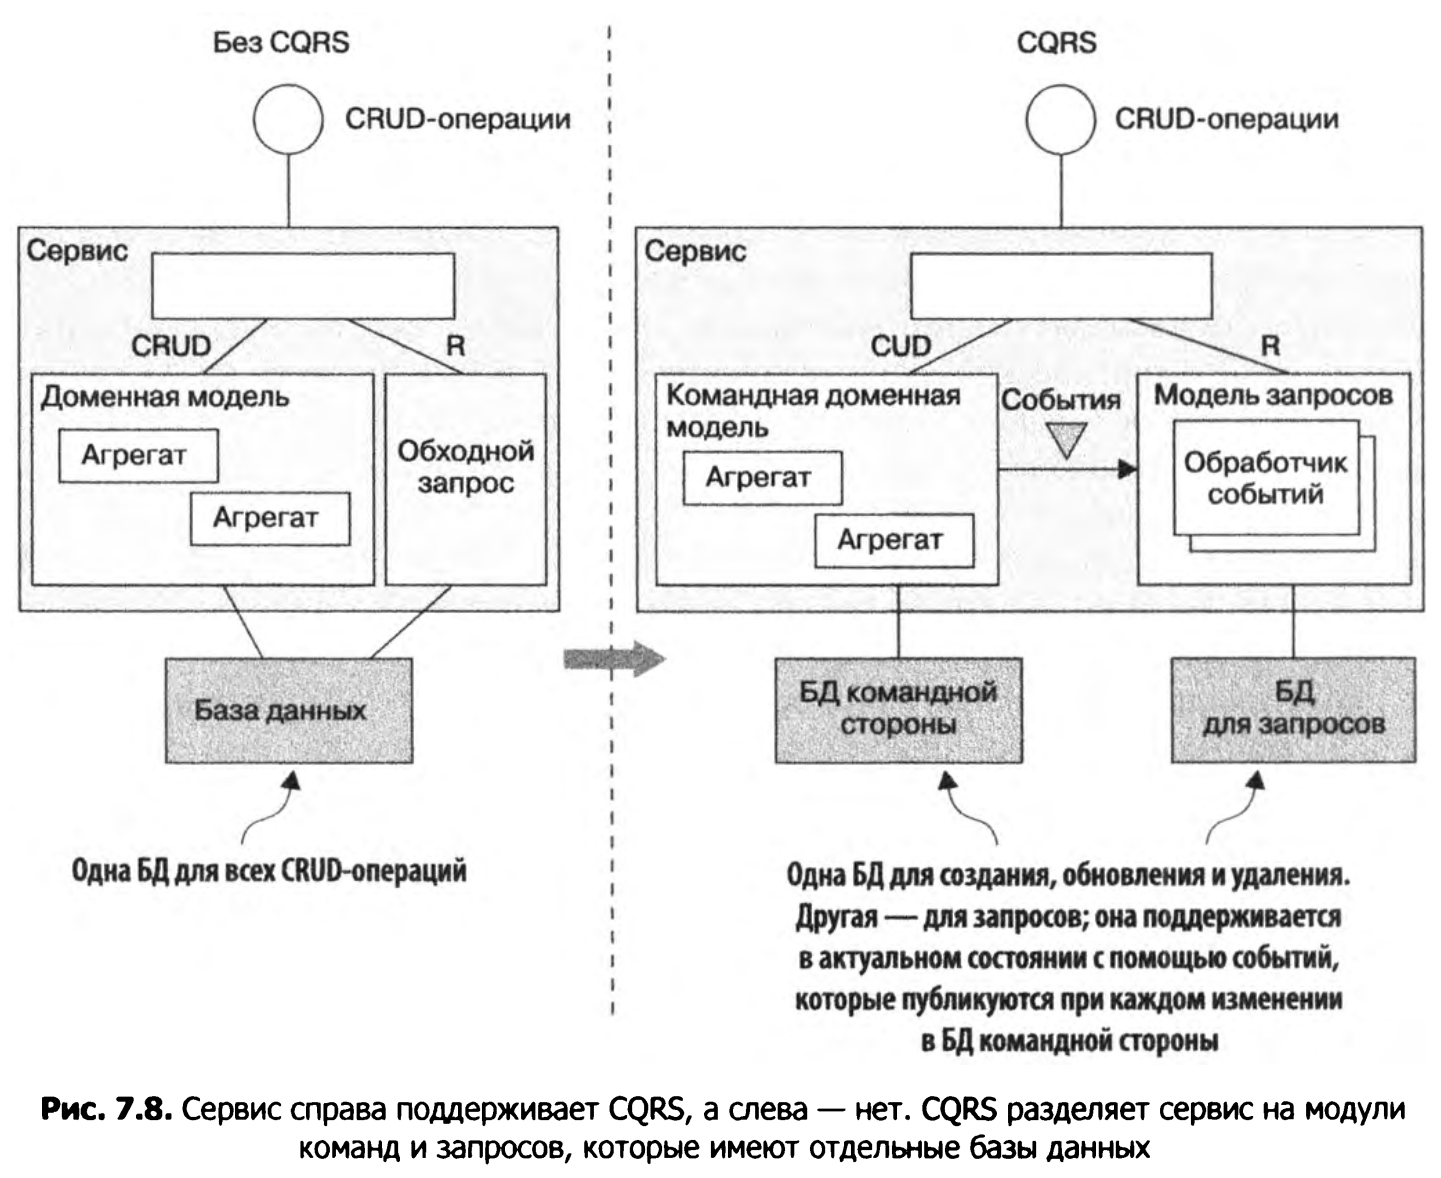 Без CQRS
CRUD-операции
Сервис
CRUD
R
Доменная модель
Агрегат
Агрегат
Обходной
запрос
База данных
Одна БД для всех CRUD-операций
CQRS
CRUD-операции
Сервис
CUD
R
Командная доменная
модель
Агрегат
Агрегат
События
Модель запросов
Обработчик
событий
БД командной
стороны
БД
для запросов
Одна БД для создания, обновления и удаления.
Другая — для запросов; она поддерживается
в актуальном состоянии с помощью событий,
которые публикуются при каждом изменении
в БД командной стороны
Рис. 7.8. Сервис справа поддерживает CQRS, а слева — нет. CQRS разделяет сервис на модули
команд и запросов, которые имеют отдельные базы данных